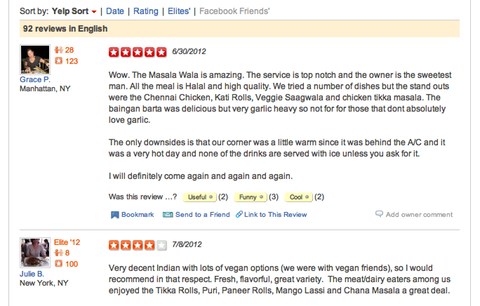 Sort by: Yelp Sort | Date | Rating | Elites' | Facebook Friends'
92 reviews in English
28
123
Grace P.
Manhattan, NY
6/30/2012
Wow. The Masala Wala is amazing. The service is top notch and the owner is the sweetest
man. All the meal is Halal and high quality. We tried a number of dishes but the stand outs
were the Chennai Chicken, Kati Rolls, Veggie Saagwala and chicken tikka masala. The
baingan barta was delicious but very garlic heavy so not for for those that dont absolutely
love garlic.
The only downsides is that our corner was a little warm since it was behind the A/C and it
was a very hot day and none of the drinks are served with ice unless you ask for it.
I will definitely come again and again and again.
Was this review ...? Useful (2) Funny (3) Cool (2)
Bookmark Send to a Friend Link to This Review Add owner comment
Elite '12
8
100
Julie B.
New York, NY
7/8/2012
Very decent Indian with lots of vegan options (we were with vegan friends), so I would
recommend in that respect. Fresh, flavorful, great variety. The meat/dairy eaters among us
enjoyed the Tikka Rolls, Puri, Paneer Rolls, Mango Lassi and Chana Masala a great deal.